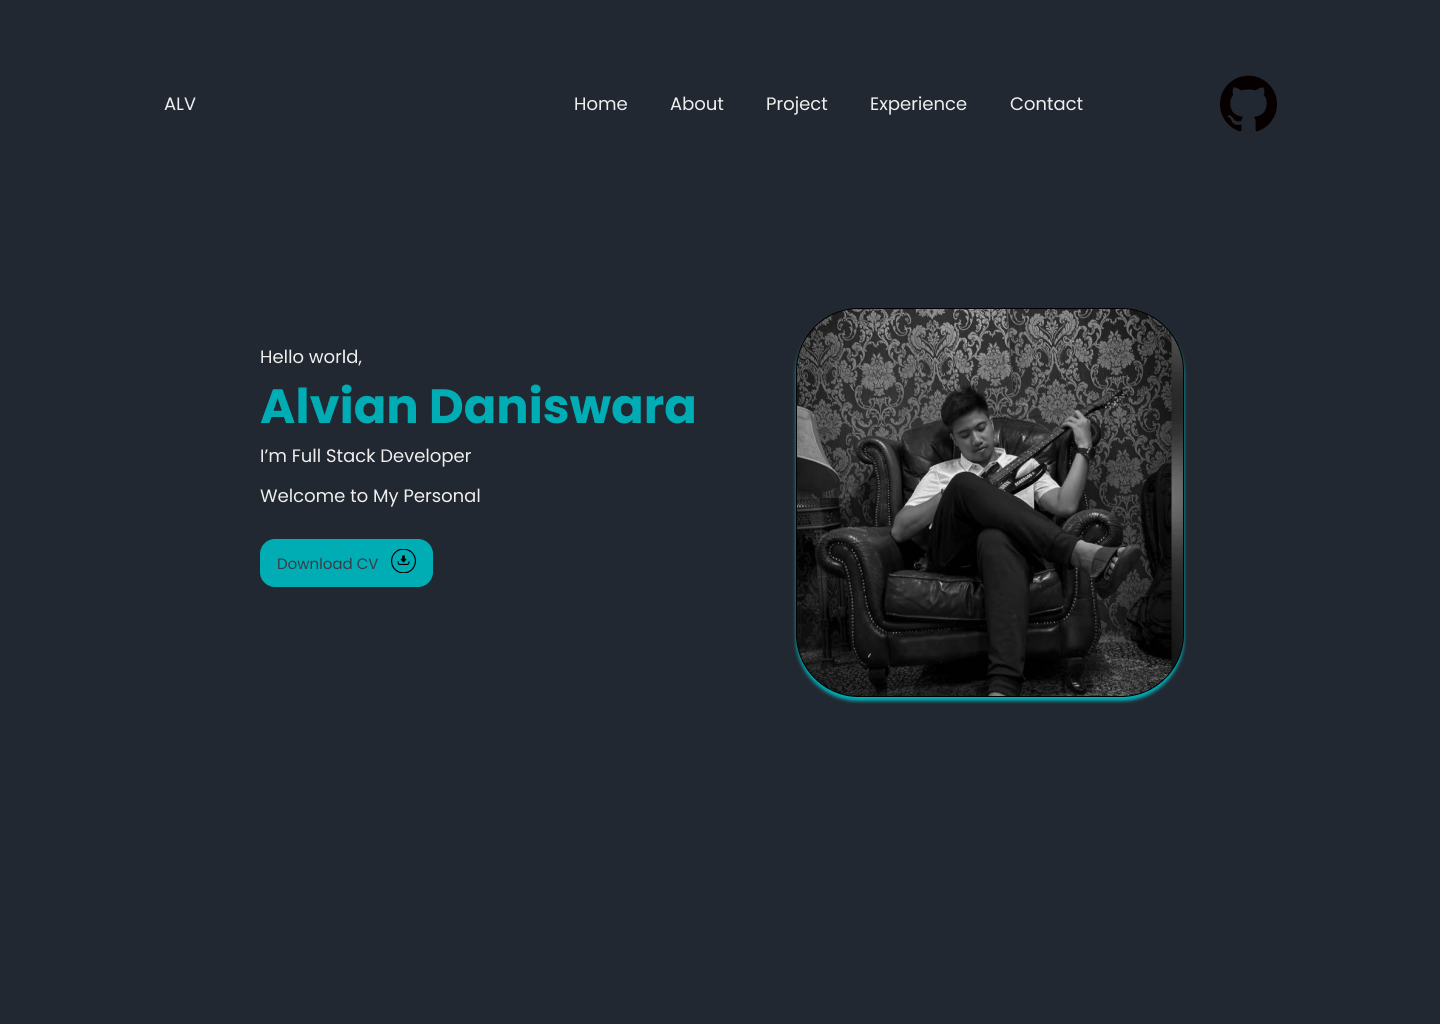 ALV
Home About Project Experience Contact
Hello world,
Alvian Daniswara
I’m Full Stack Developer
Welcome to My Personal
Download CV